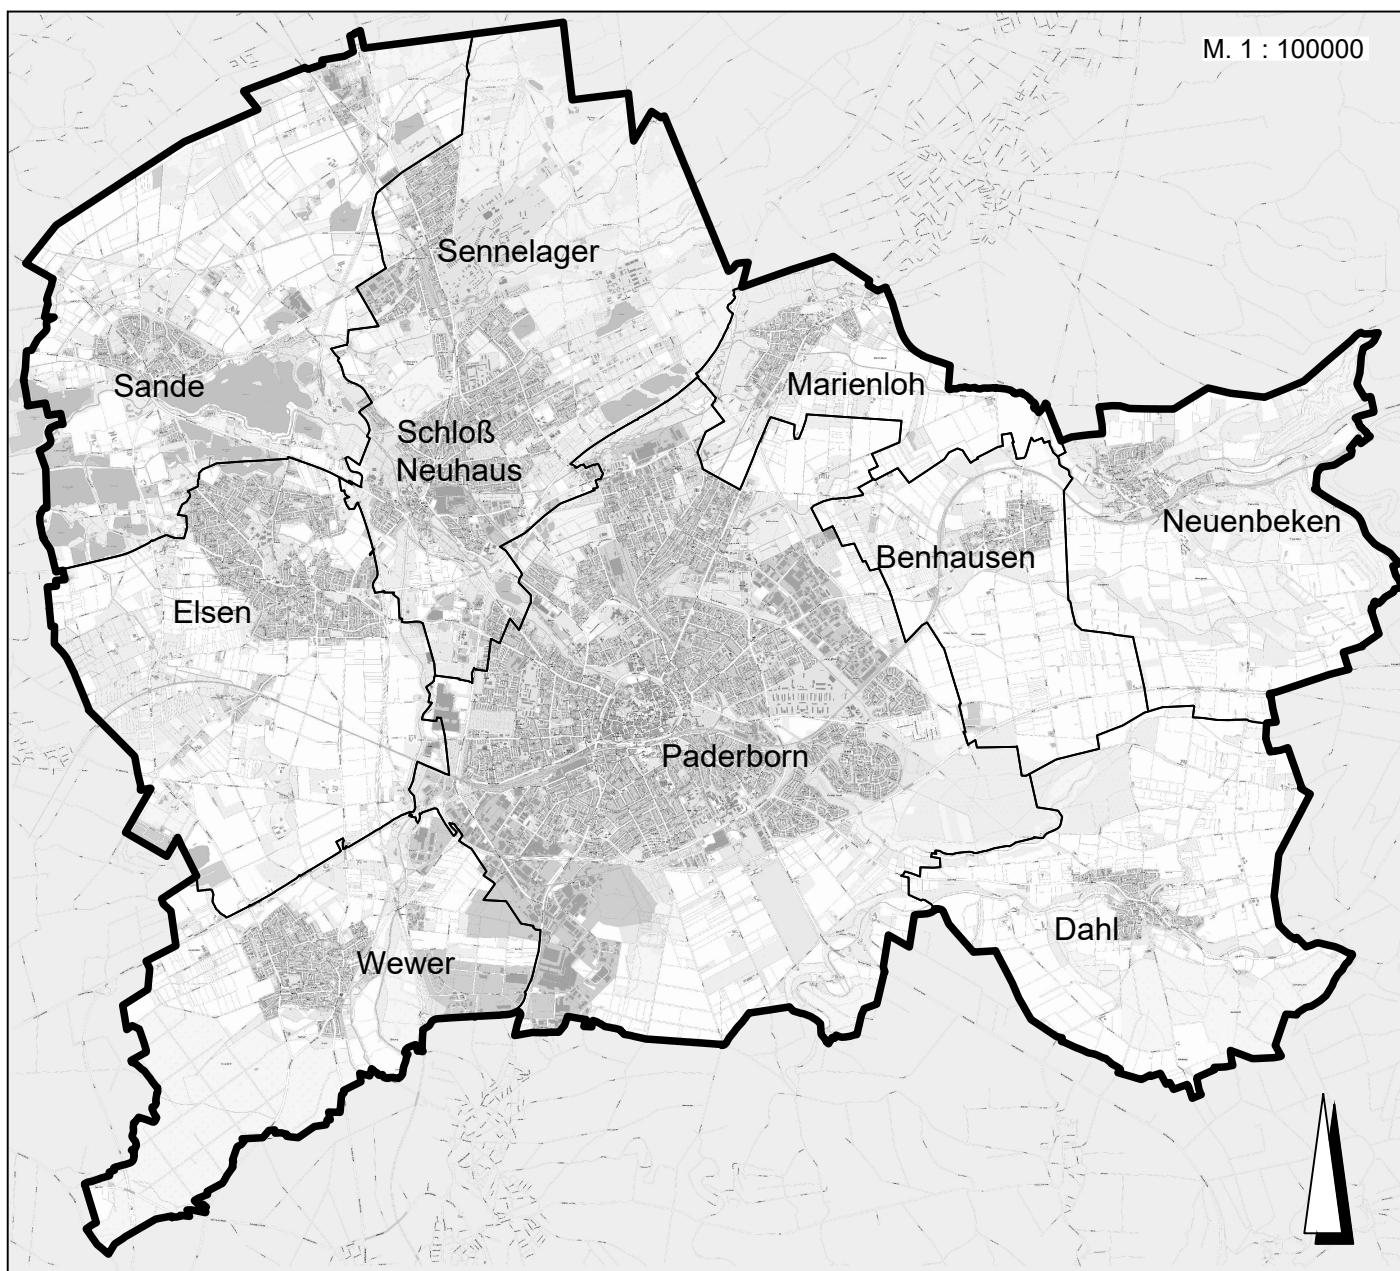 M. 1 : 100000
Sennelager
Sande
Marienloh
Schloß
Neuhaus
Neuenbeken
Benhausen
Elsen
Paderborn
Dahl
Wewer